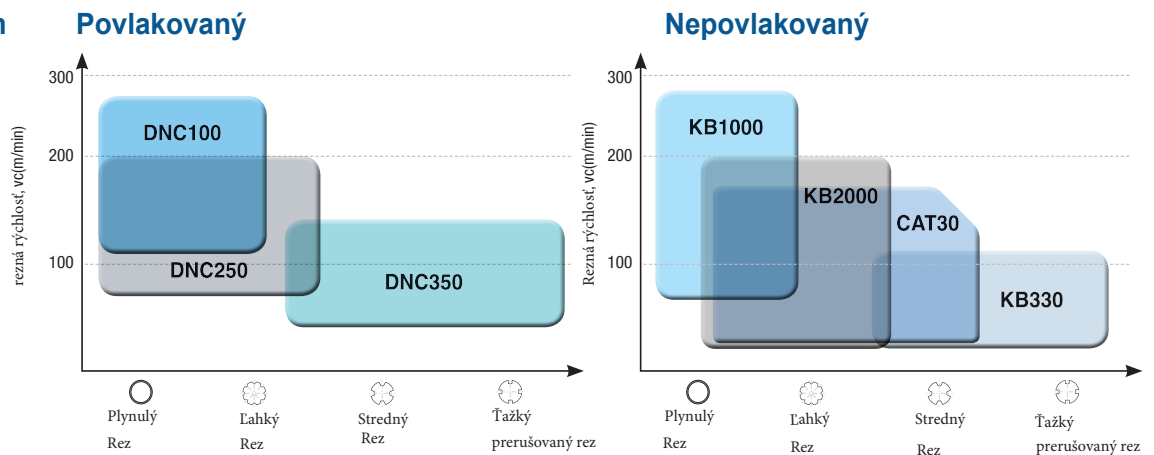 n
Povlakovaný
300
200
100
rezná rýchlosť, vc(m/min)
DNC100
DNC250
DNC350
Plynulý
Rez
Ľahký
Rez
Stredný
Rez
Ťažký
prerušovaný rez
Nepovlakovaný
300
200
100
Rezná rýchlosť, vc(m/min)
KB1000
KB2000
CAT30
KB330
Plynulý
Rez
Ľahký
Rez
Stredný
Rez
Ťažký
prerušovaný rez